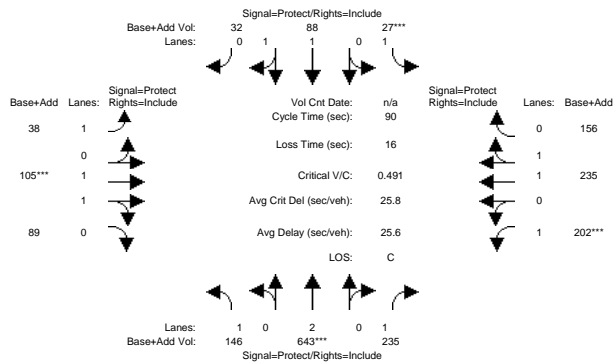 Signal=Protect/Rights=Include
Base+Add Vol: 32 88 27***
Lanes: 0 1 1 0 1
Signal=Protect Signal=Protect
Base+Add Lanes: Rights=Include Vol Cnt Date: n/a Rights=Include Lanes: Base+Add
Cycle Time (sec): 90
38 1 0 156
Loss Time (sec): 16
0 1
105*** 1 Critical V/C: 0.491 1 235
1 Avg Crit Del (sec/veh): 25.8 0
89 0 Avg Delay (sec/veh): 25.6 1 202***
LOS: C
Lanes: 1 0 2 0 1
Base+Add Vol: 146 643*** 235
Signal=Protect/Rights=Include